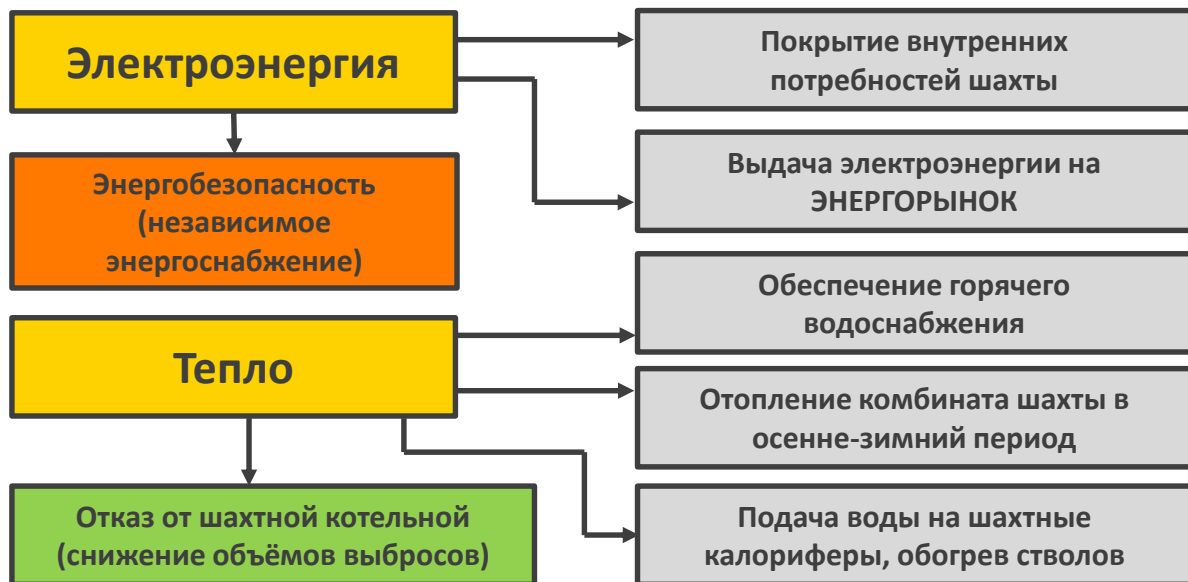 Электроэнергия
Покрытие внутренних
потребностей шахты
Выдача электроэнергии на
ЭНЕРГОРЫНОК
Энергобезопасность
(независимое
энергоснабжение)
Тепло
Обеспечение горячего
водоснабжения
Отопление комбината шахты в
осенне-зимний период
Подача воды на шахтные
калориферы, обогрев стволов
Отказ от шахтной котельной
(снижение объёмов выбросов)